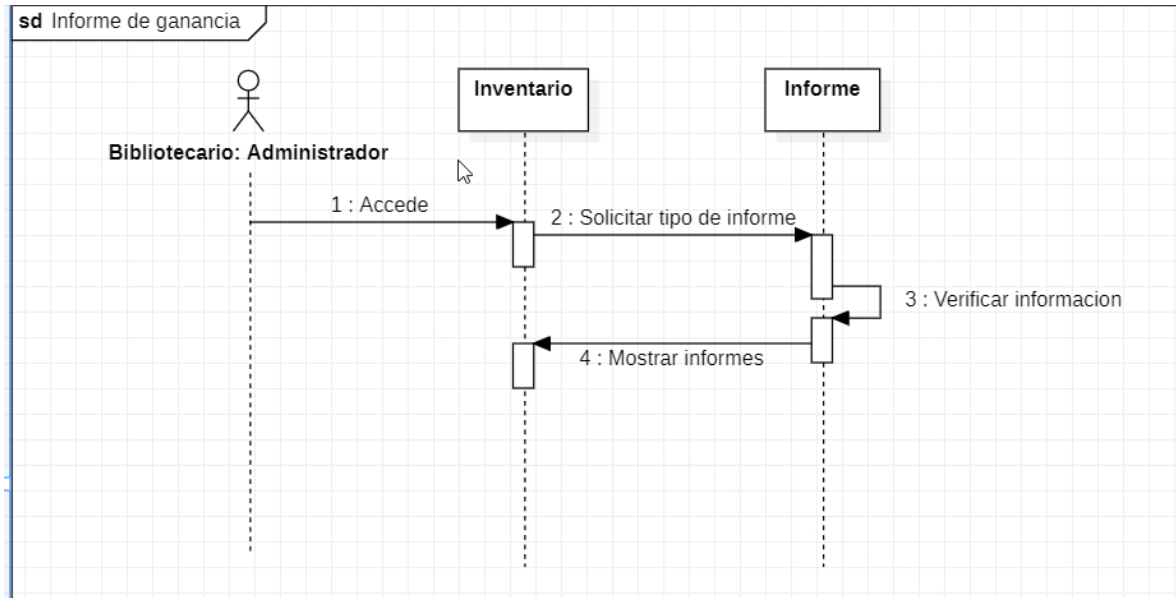 sd Informe de ganancia
Inventario
Informe
Bibliotecario: Administrador
1 : Accede
2 : Solicitar tipo de informe
3 : Verificar informacion
4 : Mostrar informes